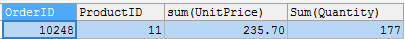 OrderID ProductID sum(UnitPrice) Sum(Quantity)
10248 11 235.70 177